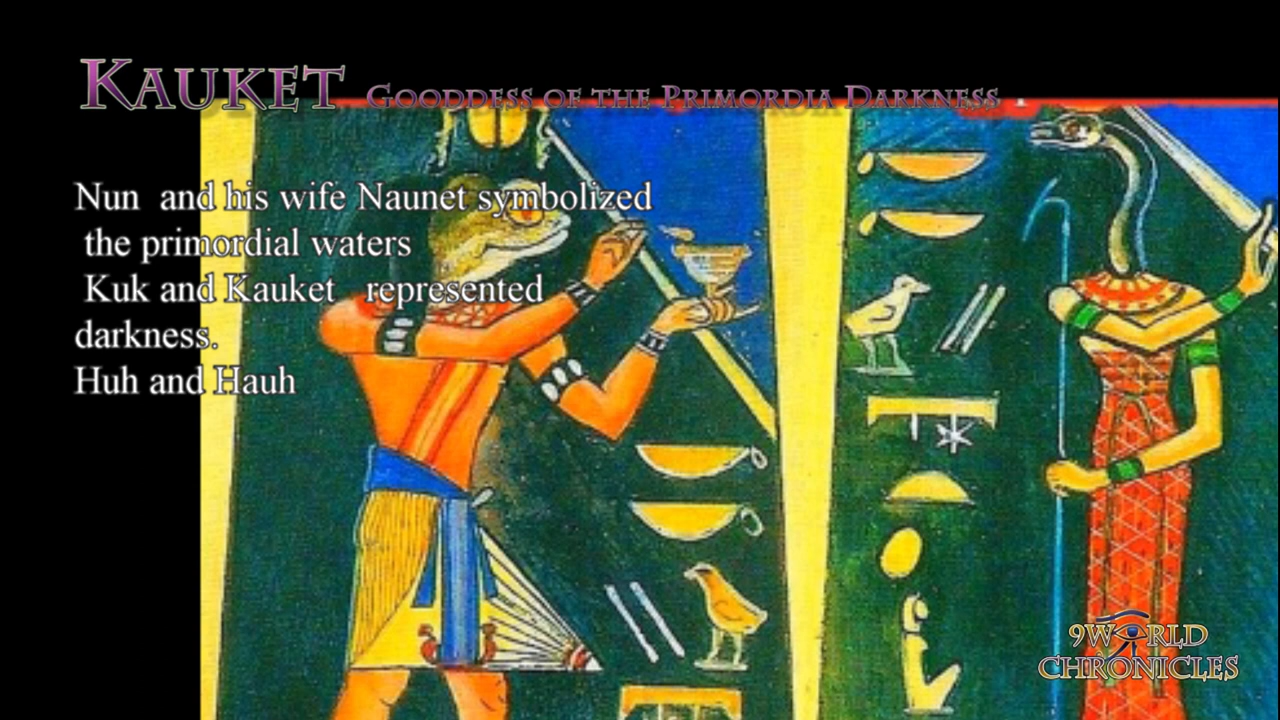 Kauket Gooddess of the Primordia Darkness
Nun and his wife Naunet symbolized
the primordial waters
Kuk and Kauket represented
darkness.
Huh and Hauh
9WORLD
CHRONICLES